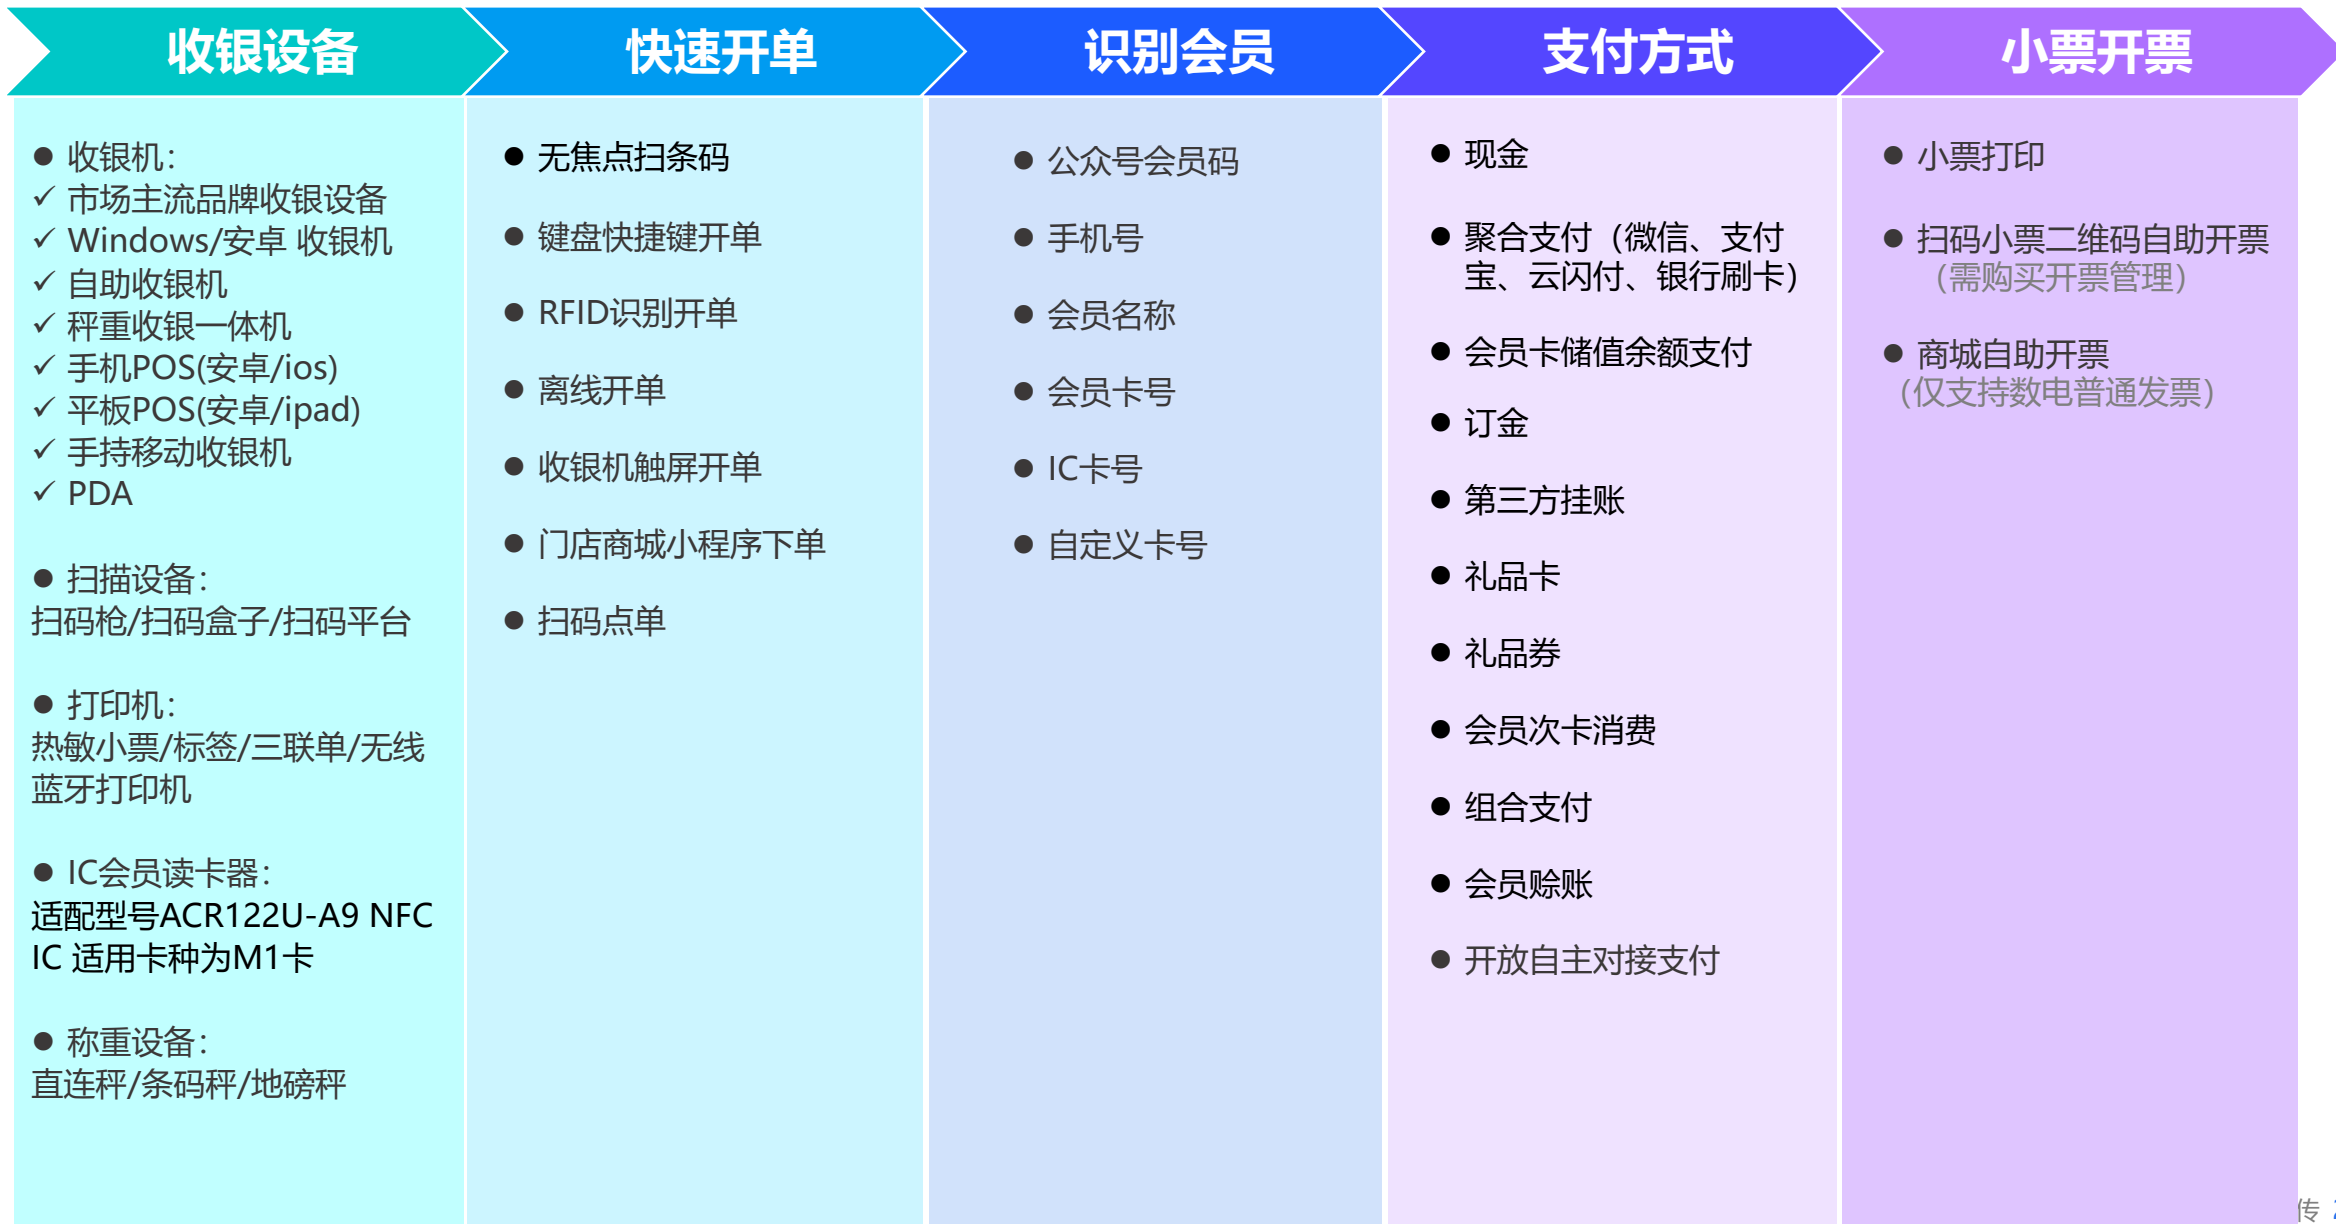 收银设备
快速开单
识别会员
支付方式
小票开票
● 收银机：
✓ 市场主流品牌收银设备
✓ Windows/安卓 收银机
✓ 自助收银机
✓ 秤重收银一体机
✓ 手机POS(安卓/ios)
✓ 平板POS(安卓/ipad)
✓ 手持移动收银机
✓ PDA
● 扫描设备：
扫码枪/扫码盒子/扫码平台
● 打印机：
热敏小票/标签/三联单/无线
蓝牙打印机
● IC会员读卡器：
适配型号ACR122U-A9 NFC
IC 适用卡种为M1卡
● 称重设备：
直连秤/条码秤/地磅秤
● 无焦点扫条码
● 键盘快捷键开单
● RFID识别开单
● 离线开单
● 收银机触屏开单
● 门店商城小程序下单
● 扫码点单
● 公众号会员码
● 手机号
● 会员名称
● 会员卡号
● IC卡号
● 自定义卡号
● 现金
● 聚合支付（微信、支付
宝、云闪付、银行刷卡）
● 会员卡储值余额支付
● 订金
● 第三方挂账
● 礼品卡
● 礼品券
● 会员次卡消费
● 组合支付
● 会员赊账
● 开放自主对接支付
● 小票打印
● 扫码小票二维码自助开票
（需购买开票管理）
● 商城自助开票
（仅支持数电普通发票）
传